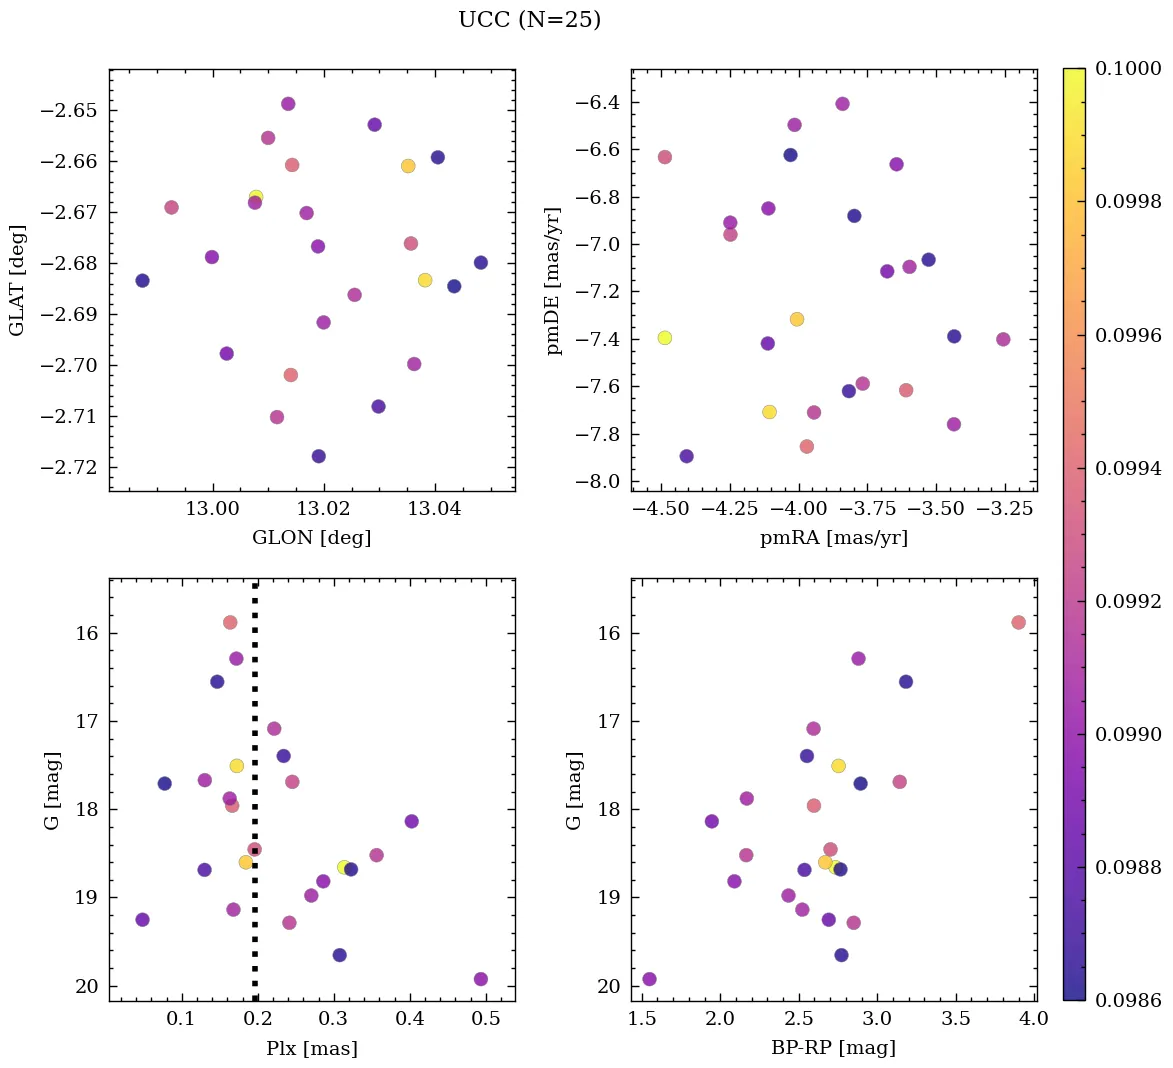 UCC (N=25)
−2.65
−2.66
−2.67
−2.68
−2.69
−2.70
−2.71
−2.72
GLAT [deg]
13.00 13.02 13.04
GLON [deg]
−6.4
−6.6
−6.8
−7.0
−7.2
−7.4
−7.6
−7.8
−8.0
pmDE [mas/yr]
−4.50 −4.25 −4.00 −3.75 −3.50 −3.25
pmRA [mas/yr]
16
17
18
19
20
G [mag]
0.1 0.2 0.3 0.4 0.5
Plx [mas]
16
17
18
19
20
G [mag]
1.5 2.0 2.5 3.0 3.5 4.0
BP-RP [mag]
0.1000
0.0998
0.0996
0.0994
0.0992
0.0990
0.0988
0.0986